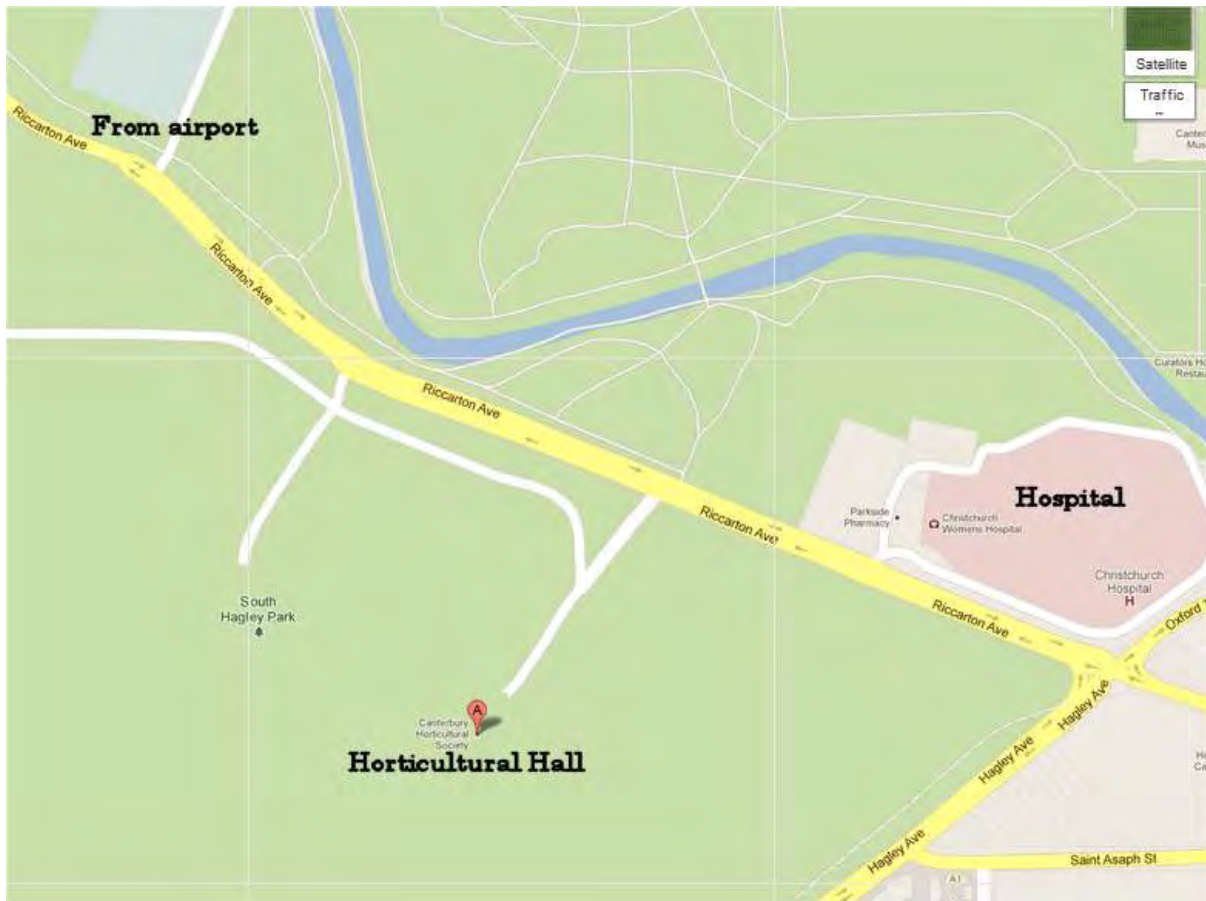 Satellite
Traffic
Riccarton Ave
From airport
Riccarton Ave
Riccarton Ave
Riccarton Ave
Parkside
Pharmacy
Christchurch
Womens Hospital
Hospital
Christchurch
Hospital
H
Riccarton Ave
South
Hagley Park
A
Canterbury
Horticultural
Society
Horticultural Hall
Hagley Ave
Hagley Ave
Hagley Ave
Saint Asaph St